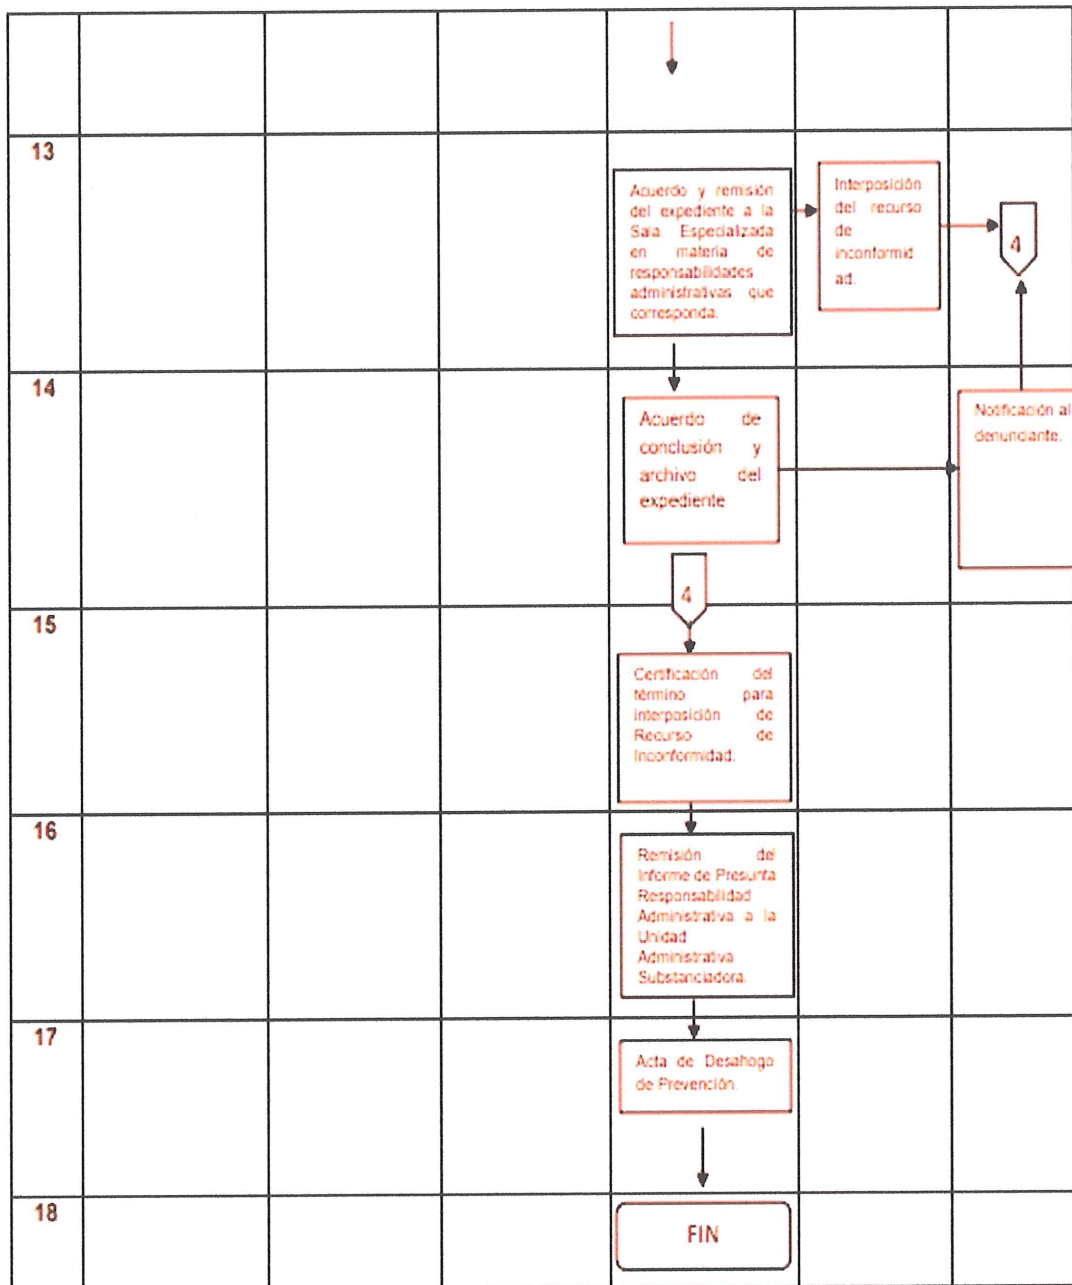 13
Acuerdo y remisión
del expediente a la
Sala Especializada
en materia de
responsabilidades
administrativas que
corresponda.
Interposición
del recurso
de
inconformid
ad.
4
14
Acuerdo de
conclusión y
archivo del
expediente
Notificación al
denunciante.
4
15
Certificación del
término para
interposición de
Recurso de
Inconformidad.
16
Remisión del
Informe de Presunta
Responsabilidad
Administrativa a la
Unidad
Administrativa
Substanciadora.
17
Acta de Desahogo
de Prevención.
18
FIN